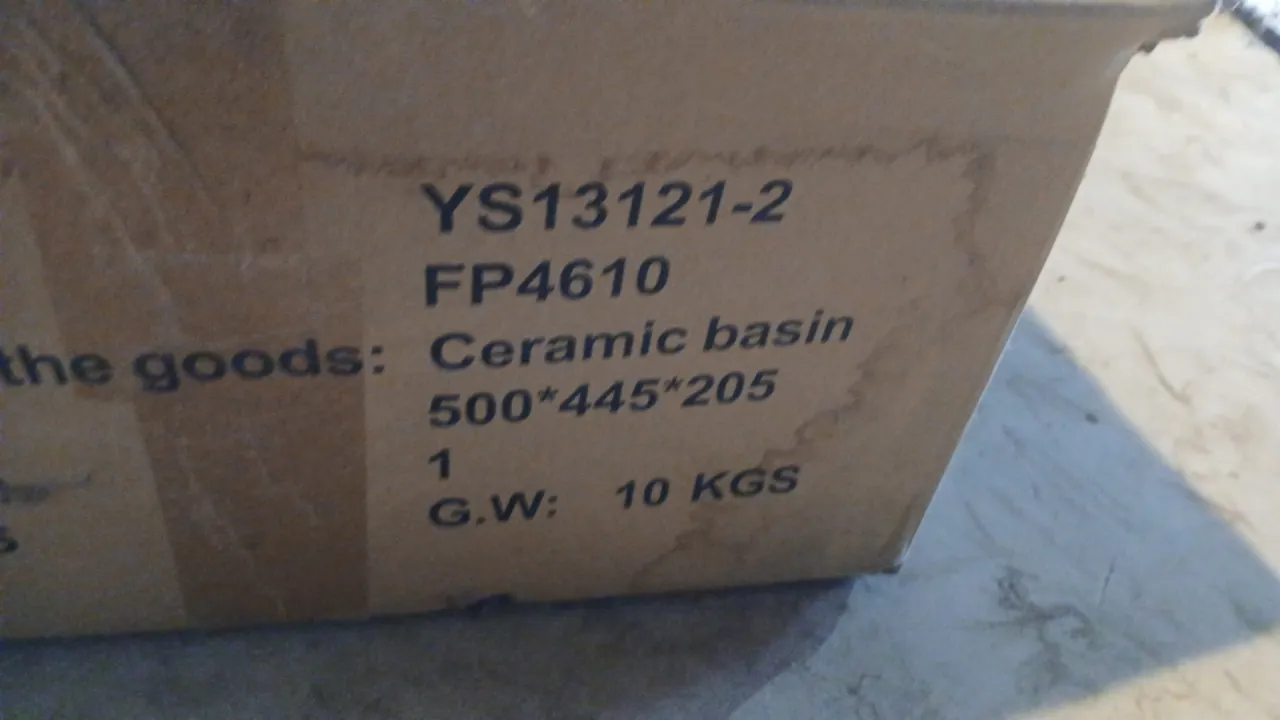 YS13121-2
FP4610
the goods: Ceramic basin
500*445*205
1
G.W: 10 KGS